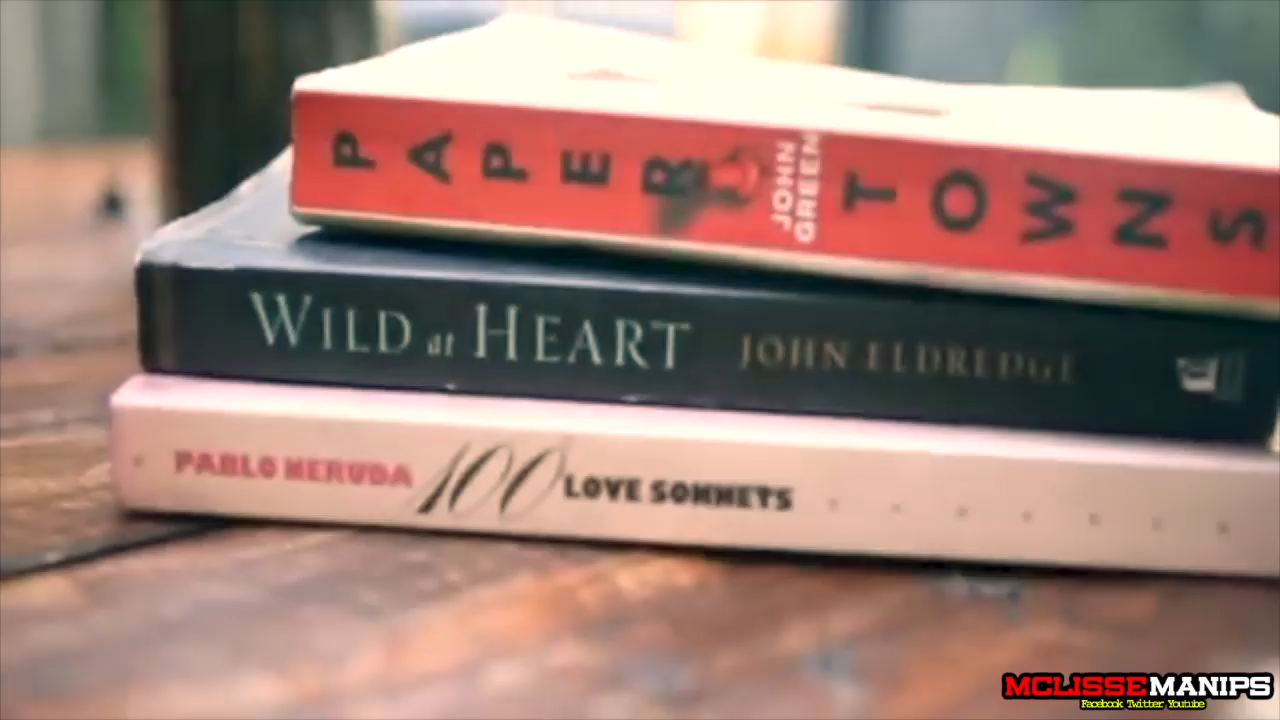 PAPER TOWNS
JOHN
GREEN
WILD at HEART JOHN ELDREDGE
PABLO NERUDA 100 LOVE SONNETS
MCLISSEMANIPS
Facebook Twitter Youtube